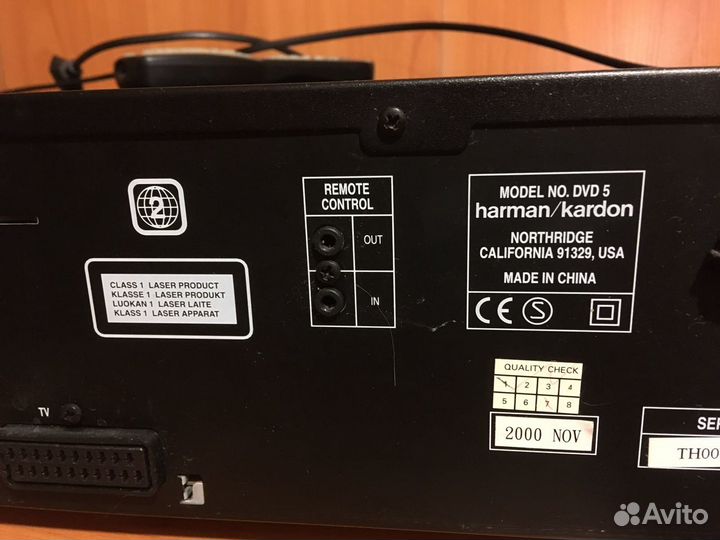 2
CLASS 1 LASER PRODUCT
KLASSE 1 LASER PRODUKT
LUOKAN 1 LASER LAITE
KLASS 1 LASER APPARAT
REMOTE
CONTROL
OUT
IN
MODEL NO. DVD 5
harman/kardon
NORTHRIDGE
CALIFORNIA 91329, USA
MADE IN CHINA
CE S
QUALITY CHECK
1 2 3 4
5 6 7 8
2000 NOV
TV
SER
TH00
Avito